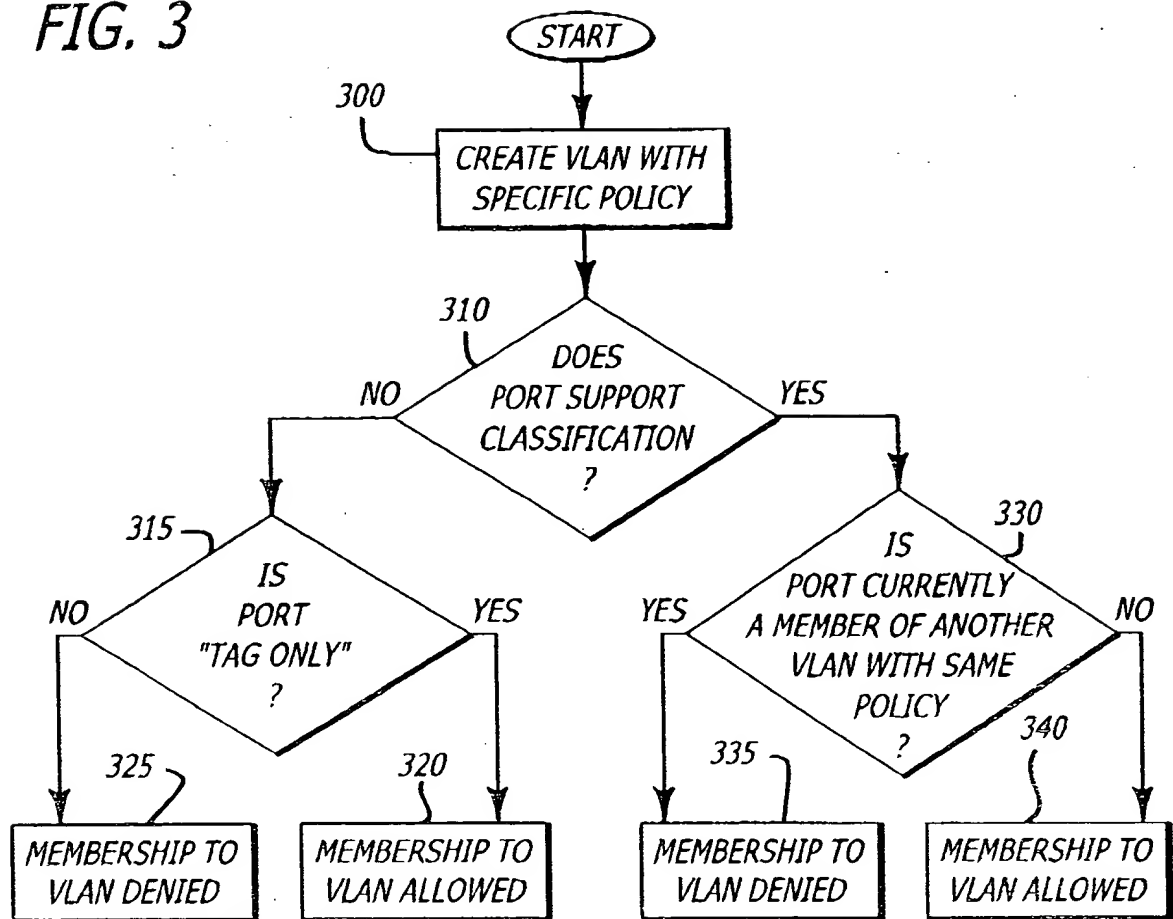 FIG. 3
START
300
CREATE VLAN WITH
SPECIFIC POLICY
310
DOES
PORT SUPPORT
CLASSIFICATION
?
NO
YES
315
IS
PORT
"TAG ONLY"
?
NO
YES
330
IS
PORT CURRENTLY
A MEMBER OF ANOTHER
VLAN WITH SAME
POLICY
?
YES
NO
325
MEMBERSHIP TO
VLAN DENIED
320
MEMBERSHIP TO
VLAN ALLOWED
335
MEMBERSHIP TO
VLAN DENIED
340
MEMBERSHIP TO
VLAN ALLOWED